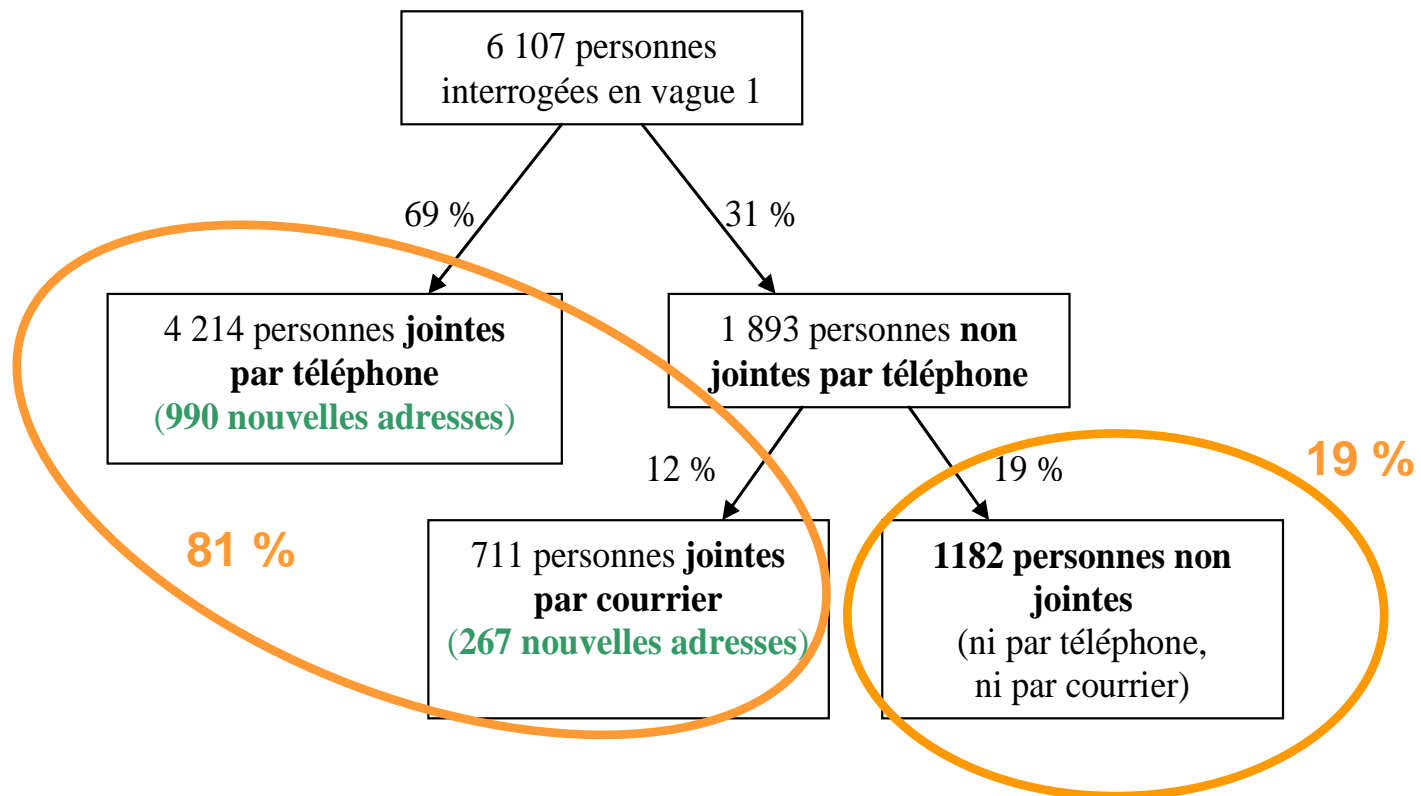 6 107 personnes
interrogées en vague 1
69 %
31 %
4 214 personnes jointes
par téléphone
(990 nouvelles adresses)
1 893 personnes non
jointes par téléphone
12 %
19 %
19 %
81 %
711 personnes jointes
par courrier
(267 nouvelles adresses)
1182 personnes non
jointes
(ni par téléphone,
ni par courrier)